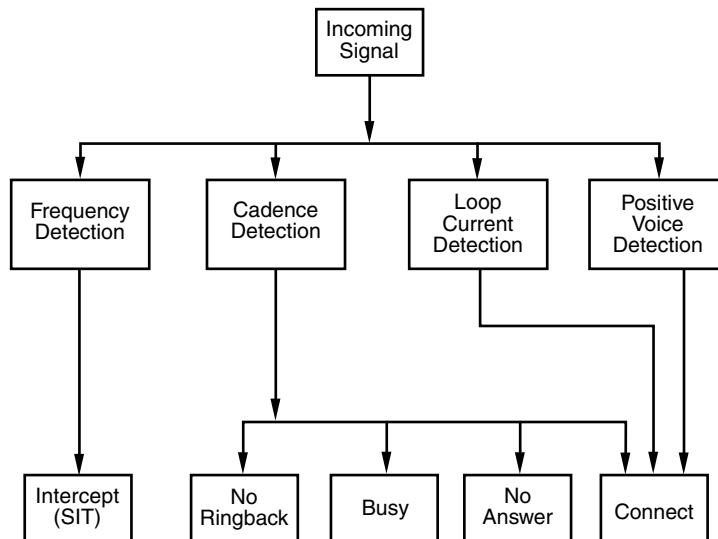 Incoming
Signal
Frequency
Detection
Cadence
Detection
Loop
Current
Detection
Positive
Voice
Detection
Intercept
(SIT)
No
Ringback
Busy
No
Answer
Connect